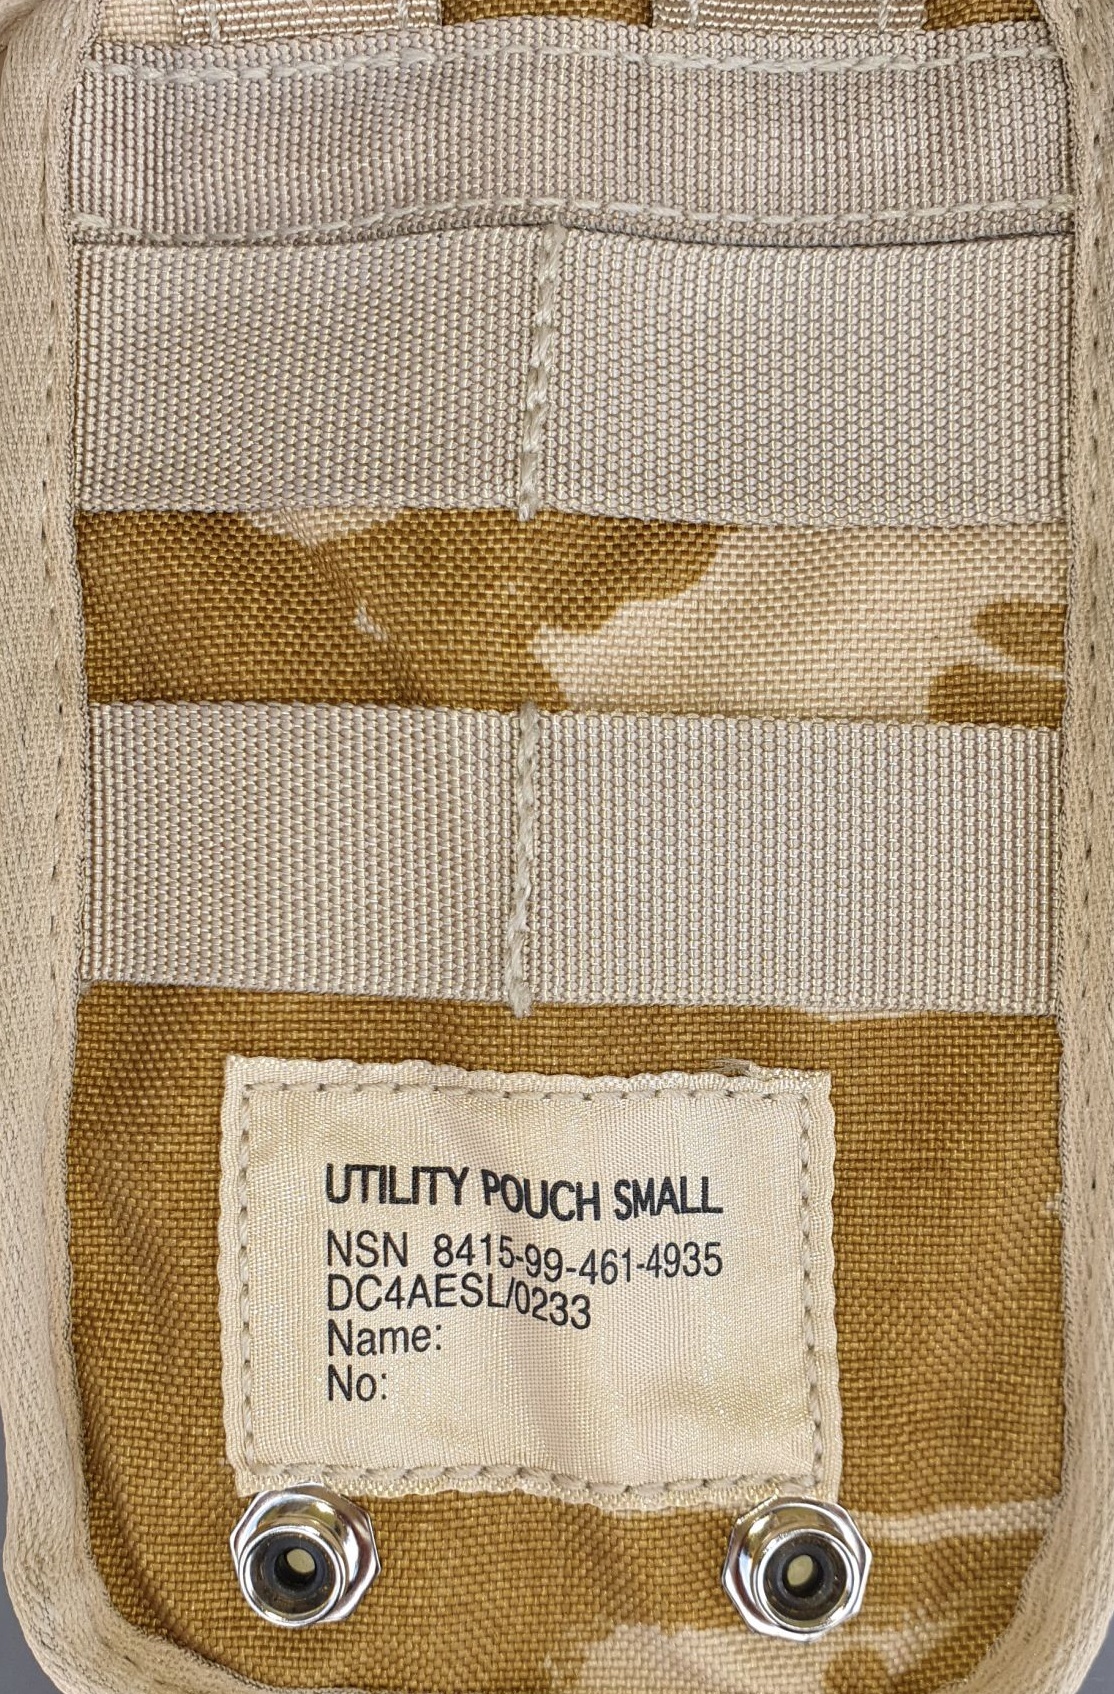 UTILITY POUCH SMALL
NSN 8415-99-461-4935
DC4AESL/0233
Name:
No: